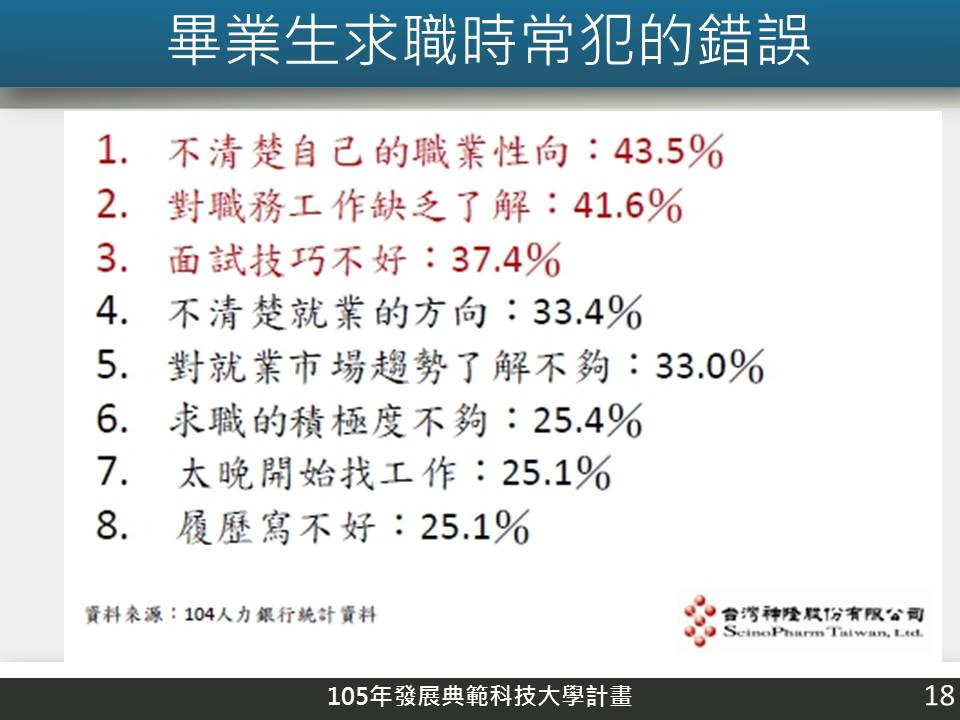 畢業生求職時常犯的錯誤
1. 不清楚自己的職業性向：43.5%
2. 對職務工作缺乏了解：41.6%
3. 面試技巧不好：37.4%
4. 不清楚就業的方向：33.4%
5. 對就業市場趨勢了解不夠：33.0%
6. 求職的積極度不夠：25.4%
7. 太晚開始找工作：25.1%
8. 履歷寫不好：25.1%
資料來源：104人力銀行統計資料
台灣神隆股份有限公司
ScinoPharm Taiwan, Ltd.
105年發展典範科技大學計畫
18